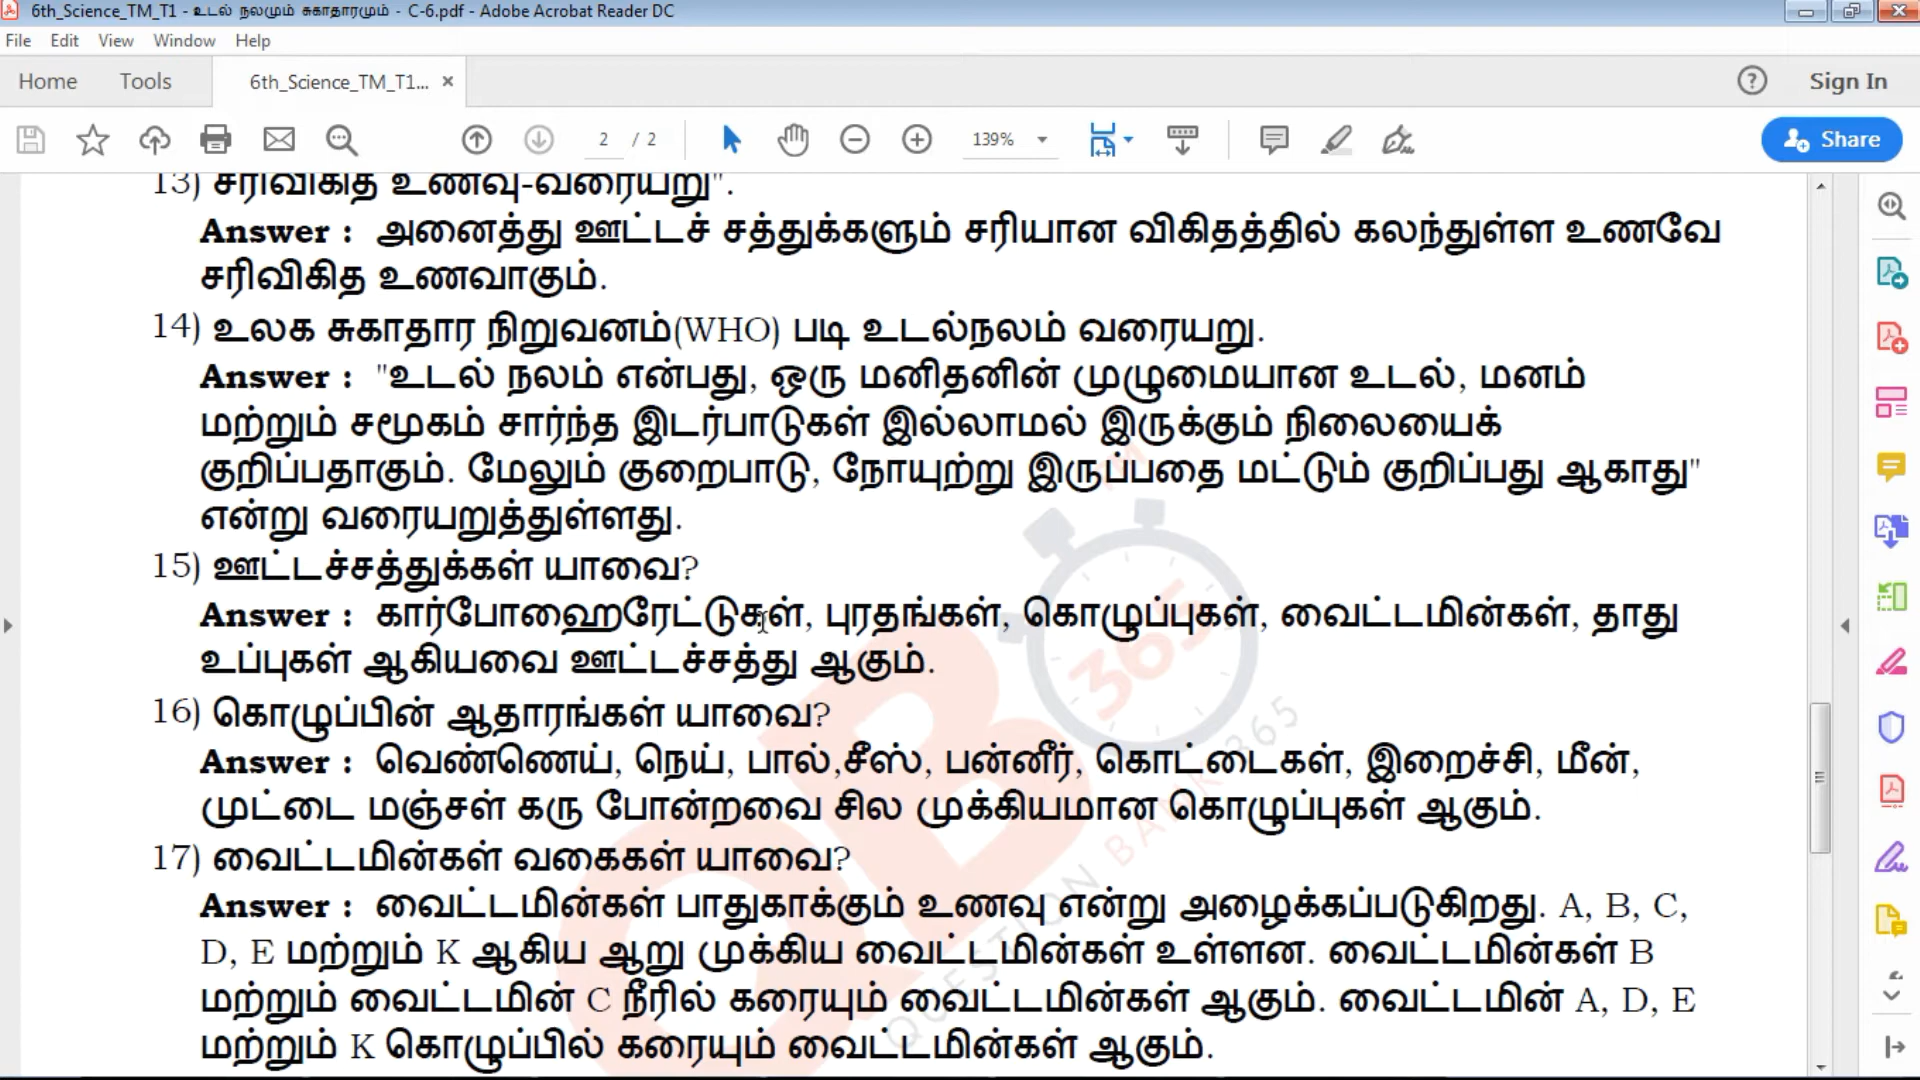 6th_Science_TM_T1 - உடல் நலமும் சுகாதாரமும் - C-6.pdf - Adobe Acrobat Reader DC
File Edit View Window Help
Home Tools 6th_Science_TM_T1... × Sign In
2 / 2 139% Share
13) சரிவிகித உணவு-வரையறு".
Answer : அனைத்து ஊட்டச் சத்துக்களும் சரியான விகிதத்தில் கலந்துள்ள உணவே
சரிவிகித உணவாகும்.
14) உலக சுகாதார நிறுவனம்(WHO) படி உடல்நலம் வரையறு.
Answer : "உடல் நலம் என்பது, ஒரு மனிதனின் முழுமையான உடல், மனம்
மற்றும் சமூகம் சார்ந்த இடர்பாடுகள் இல்லாமல் இருக்கும் நிலையைக்
குறிப்பதாகும். மேலும் குறைபாடு, நோயுற்று இருப்பதை மட்டும் குறிப்பது ஆகாது"
என்று வரையறுத்துள்ளது.
15) ஊட்டச்சத்துக்கள் யாவை?
Answer : கார்போஹைரேட்டுகள், புரதங்கள், கொழுப்புகள், வைட்டமின்கள், தாது
உப்புகள் ஆகியவை ஊட்டச்சத்து ஆகும்.
16) கொழுப்பின் ஆதாரங்கள் யாவை?
Answer : வெண்ணெய், நெய், பால்,சீஸ், பன்னீர், கொட்டைகள், இறைச்சி, மீன்,
முட்டை மஞ்சள் கரு போன்றவை சில முக்கியமான கொழுப்புகள் ஆகும்.
17) வைட்டமின்கள் வகைகள் யாவை?
Answer : வைட்டமின்கள் பாதுகாக்கும் உணவு என்று அழைக்கப்படுகிறது. A, B, C,
D, E மற்றும் K ஆகிய ஆறு முக்கிய வைட்டமின்கள் உள்ளன. வைட்டமின்கள் B
மற்றும் வைட்டமின் C நீரில் கரையும் வைட்டமின்கள் ஆகும். வைட்டமின் A, D, E
மற்றும் K கொழுப்பில் கரையும் வைட்டமின்கள் ஆகும்.
QB
365
QUESTION BANK 365